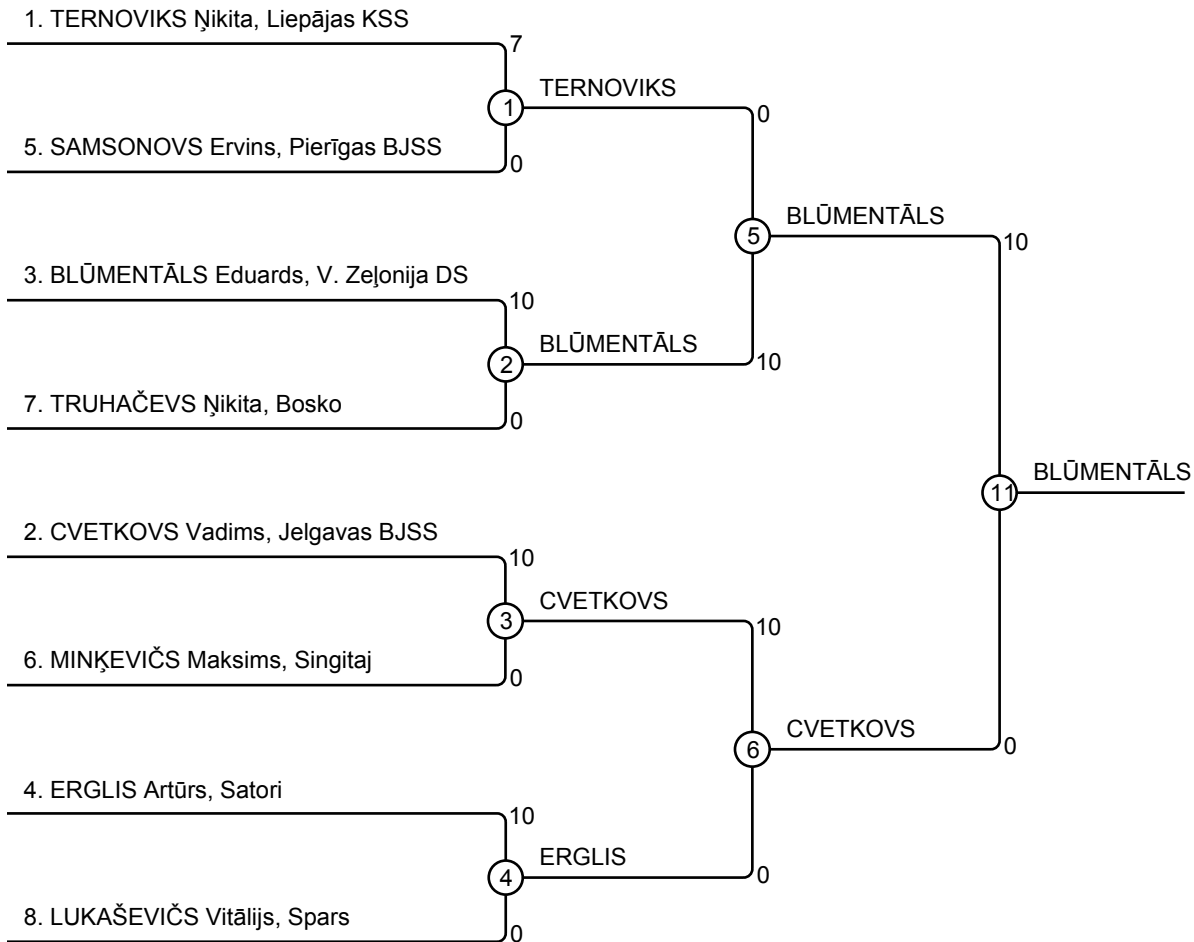 1. TERNOVIKS Ņikita, Liepājas KSS
7
1
TERNOVIKS
0
5. SAMSONOVS Ervins, Pierīgas BJSS
0
5
BLŪMENTĀLS
10
3. BLŪMENTĀLS Eduards, V. Zeļonija DS
10
2
BLŪMENTĀLS
10
7. TRUHAČEVS Ņikita, Bosko
0
11
BLŪMENTĀLS
2. CVETKOVS Vadims, Jelgavas BJSS
10
3
CVETKOVS
10
6. MINĶEVIČS Maksims, Singitaj
0
6
CVETKOVS
0
4. ERGLIS Artūrs, Satori
10
4
ERGLIS
0
8. LUKAŠEVIČS Vitālijs, Spars
0